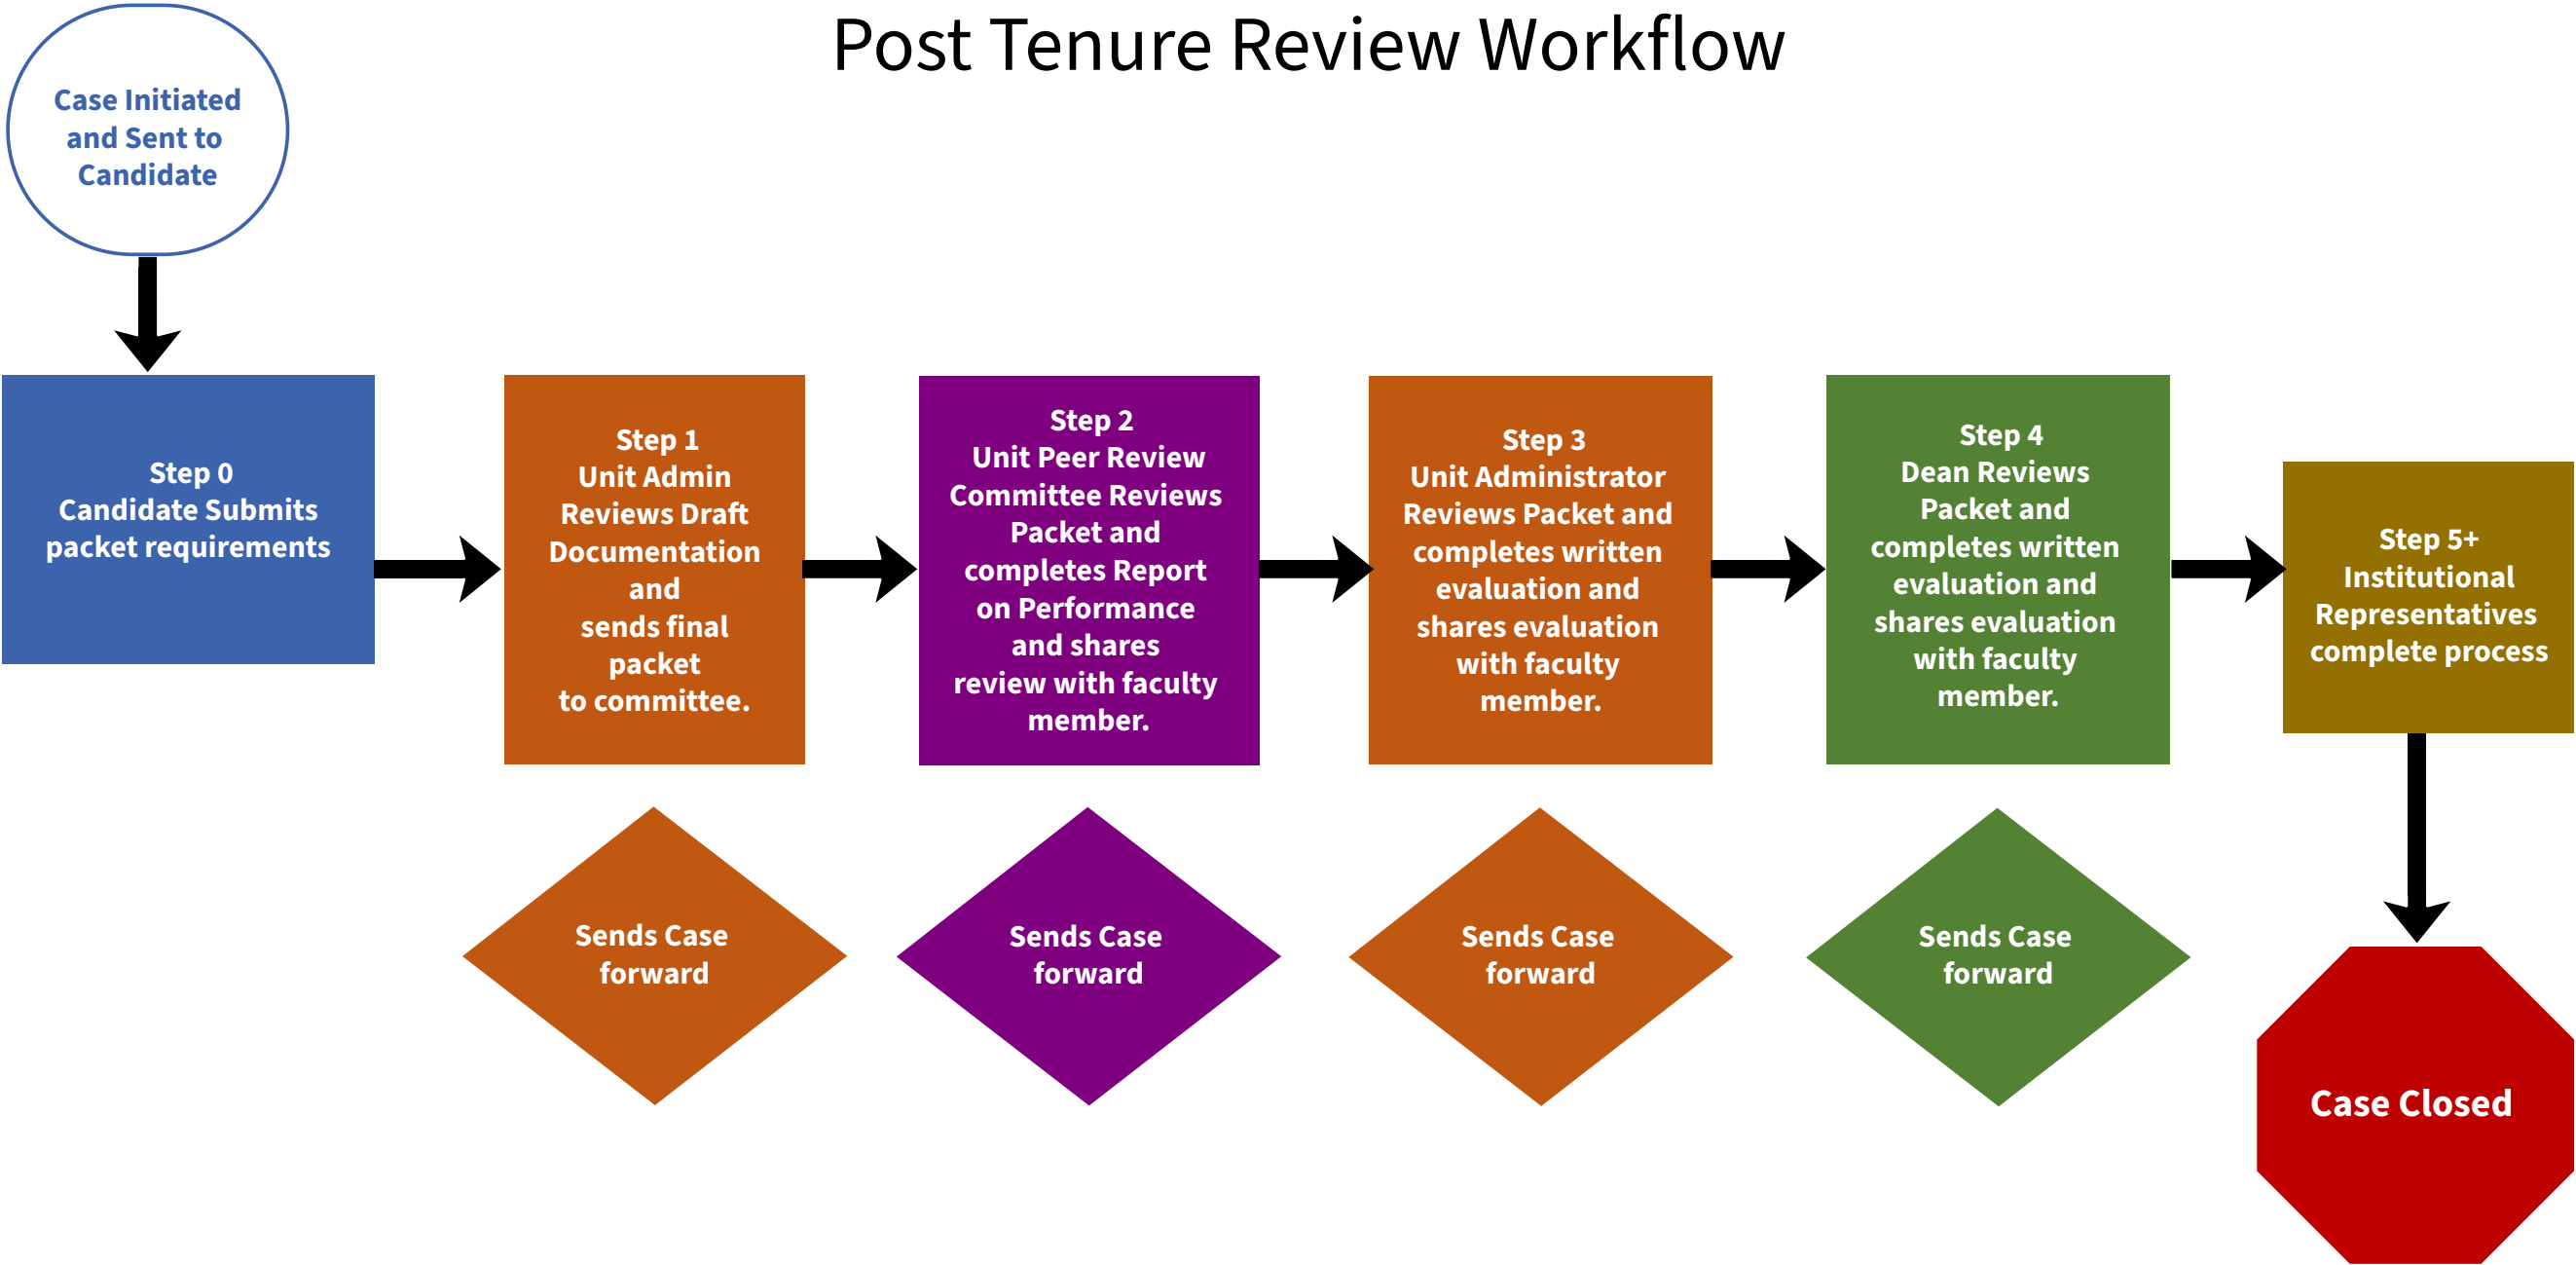 Post Tenure Review Workflow
Case Initiated
and Sent to
Candidate
Step 0
Candidate Submits
packet requirements
Step 1
Unit Admin
Reviews Draft
Documentation
and
sends final
packet
to committee.
Step 2
Unit Peer Review
Committee Reviews
Packet and
completes Report
on Performance
and shares
review with faculty
member.
Step 3
Unit Administrator
Reviews Packet and
completes written
evaluation and
shares evaluation
with faculty
member.
Step 4
Dean Reviews
Packet and
completes written
evaluation and
shares evaluation
with faculty
member.
Step 5+
Institutional
Representatives
complete process
Sends Case
forward
Sends Case
forward
Sends Case
forward
Sends Case
forward
Case Closed